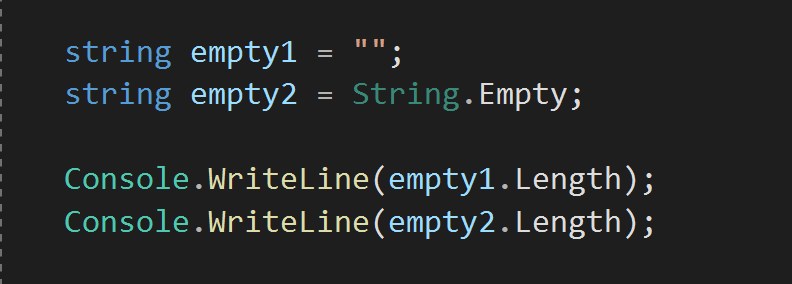 string empty1 = "";
string empty2 = String.Empty;
Console.WriteLine(empty1.Length);
Console.WriteLine(empty2.Length);